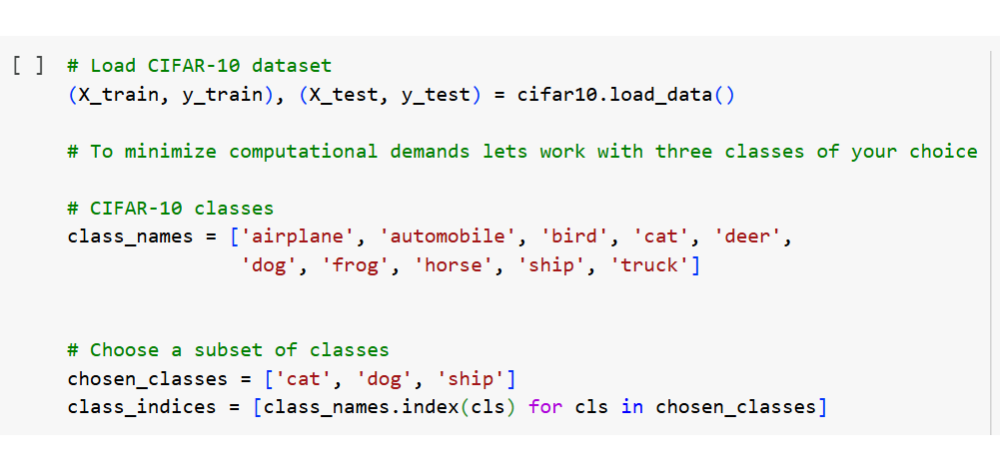 [ ] # Load CIFAR-10 dataset
(X_train, y_train), (X_test, y_test) = cifar10.load_data()
# To minimize computational demands lets work with three classes of your choice
# CIFAR-10 classes
class_names = ['airplane', 'automobile', 'bird', 'cat', 'deer',
'dog', 'frog', 'horse', 'ship', 'truck']
# Choose a subset of classes
chosen_classes = ['cat', 'dog', 'ship']
class_indices = [class_names.index(cls) for cls in chosen_classes]